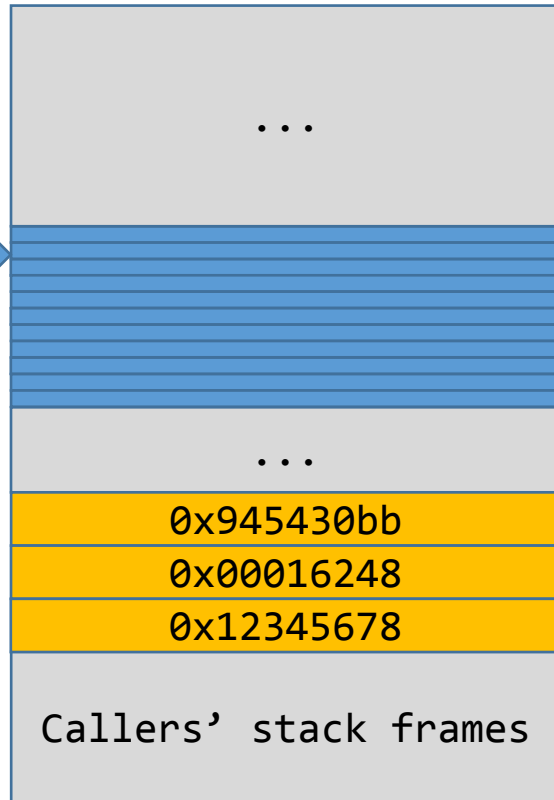 ...
...
0x945430bb
0x00016248
0x12345678
Callers’ stack frames